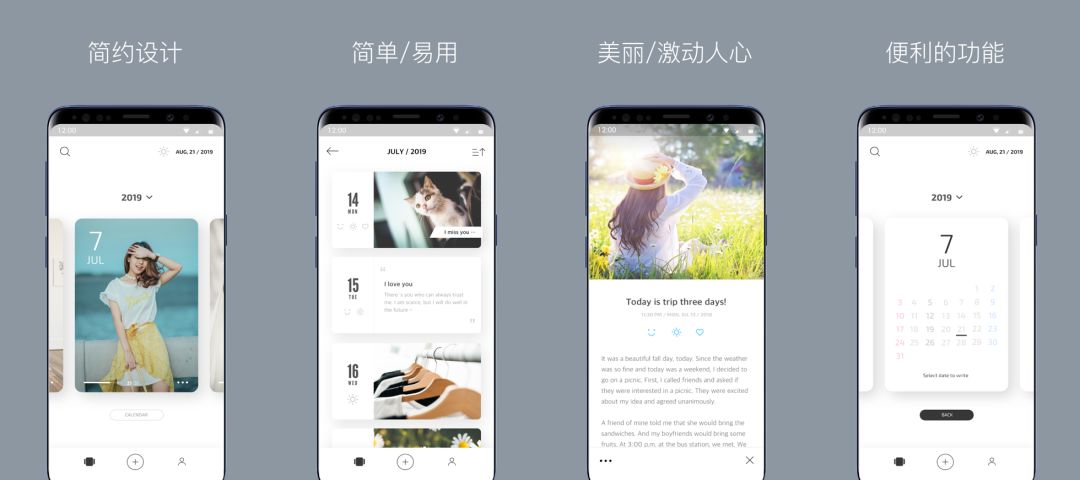 简约设计
12:00
AUG, 21 / 2019
2019
7
JUL
CALENDAR
简单/易用
12:00
JULY / 2019
14
MON
I miss you ~
15
TUE
“
I love you
There 's you who can always trust
me. I am scarce, but I will do well in
the future ~
”
16
WED
美丽/激动人心
12:00
Today is trip three days!
11:30 PM / MON, JUL 15 / 2019
It was a beautiful fall day, today. Since the weather
was so fine and today was a weekend, I decided to
go on a picnic. First, I called friends and asked if
they were interested in a picnic. They were excited
about my idea and agreed unanimously.
A friend of mine told me that she would bring the
sandwiches. And my boyfriends would bring some
fruits. At 3:00 p.m. at the bus station, we met. We
便利的功能
12:00
AUG, 21 / 2019
2019
7
JUL
1 2
3 4 5 6 7 8 9
10 11 12 13 14 15 16
17 18 19 20 21 22 23
24 25 26 27 28 29 30
31
Select date to write
BACK